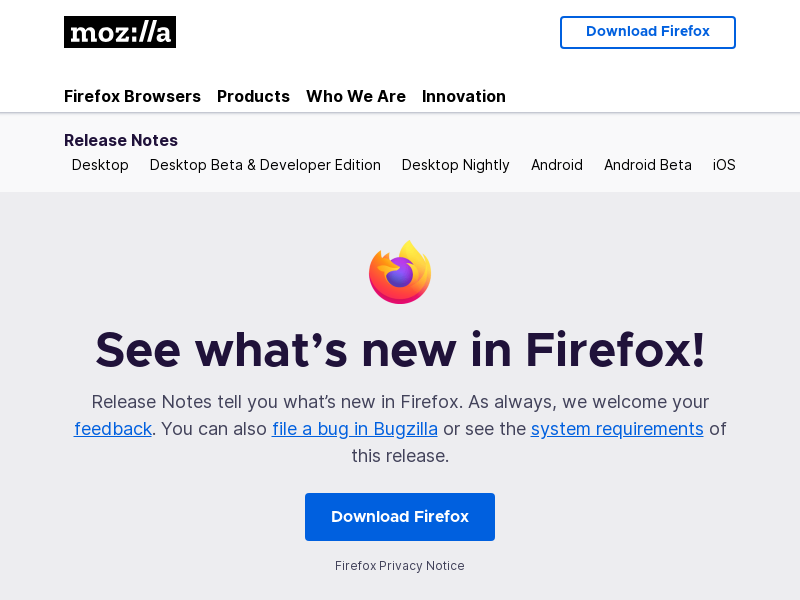 moz://a
Download Firefox
Firefox Browsers Products Who We Are Innovation
Release Notes
Desktop Desktop Beta & Developer Edition Desktop Nightly Android Android Beta iOS
See what’s new in Firefox!
Release Notes tell you what’s new in Firefox. As always, we welcome your
feedback. You can also file a bug in Bugzilla or see the system requirements of
this release.
Download Firefox
Firefox Privacy Notice